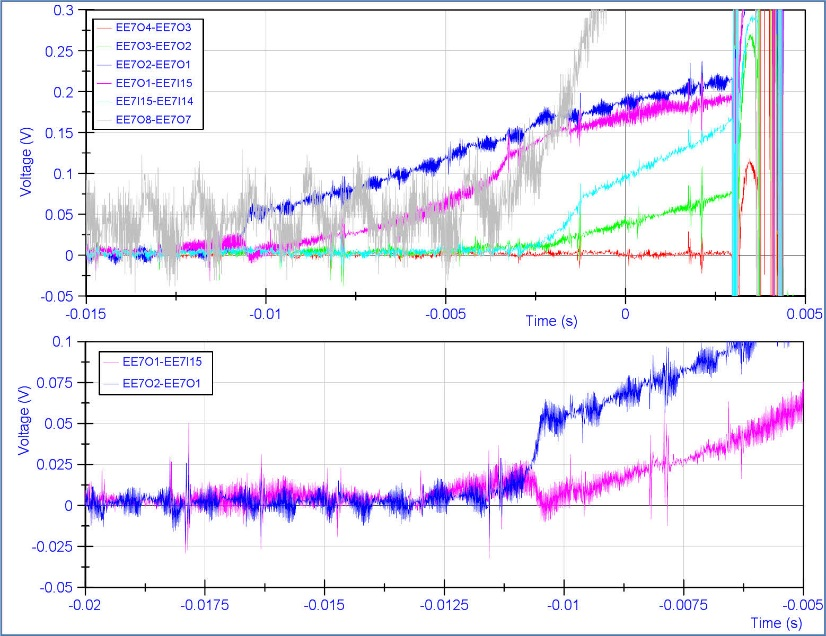 0.3
0.25
0.2
0.15
0.1
0.05
0
-0.05
Voltage (V)
EE7O4-EE7O3
EE7O3-EE7O2
EE7O2-EE7O1
EE7O1-EE7I15
EE7I15-EE7I14
EE7O8-EE7O7
-0.015
-0.01
-0.005
0
0.005
Time (s)
0.1
0.075
0.05
0.025
0
-0.025
-0.05
Voltage (V)
EE7O1-EE7I15
EE7O2-EE7O1
-0.02
-0.0175
-0.015
-0.0125
-0.01
-0.0075
-0.005
Time (s)